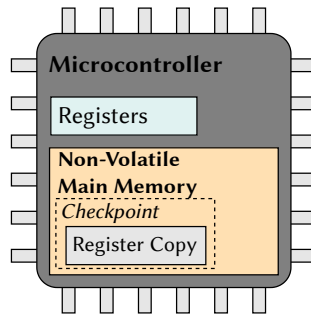 Microcontroller
Registers
Non-Volatile
Main Memory
Checkpoint
Register Copy